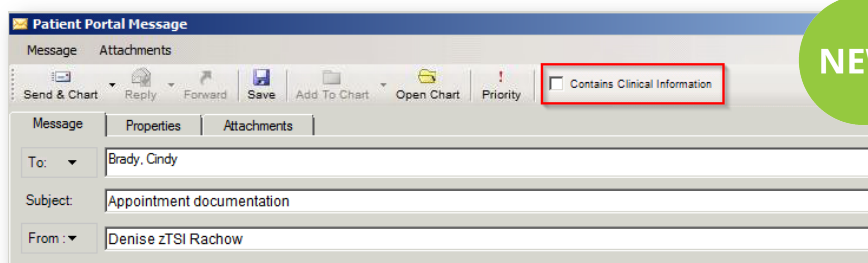 Patient Portal Message
Message Attachments
Send & Chart Reply Forward Save Add To Chart Open Chart ! Priority Contains Clinical Information
Message Properties Attachments
To: Brady, Cindy
Subject: Appointment documentation
From : Denise zTSI Rachow